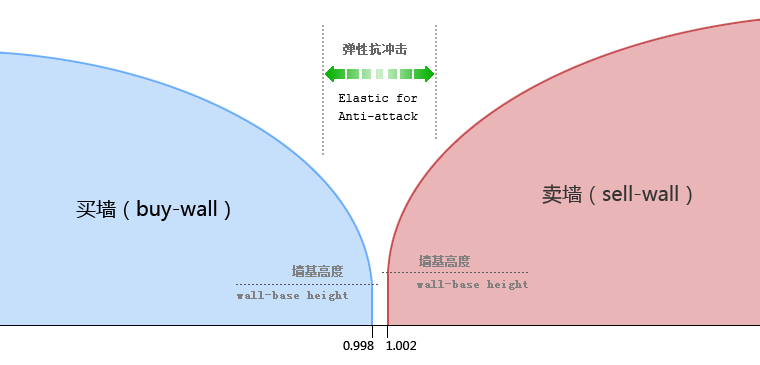 弹性抗冲击
Elastic for
Anti-attack
买墙（buy-wall）
卖墙（sell-wall）
墙基高度
wall-base height
墙基高度
wall-base height
0.998
1.002